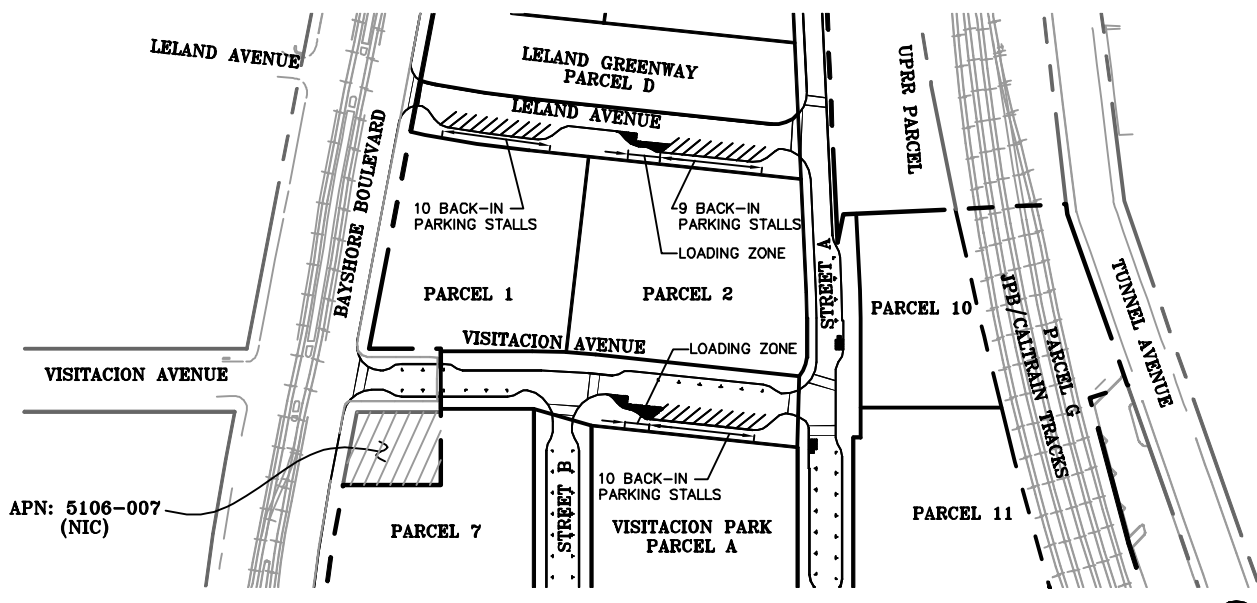 LELAND AVENUE
LELAND GREENWAY
PARCEL D
UPRR PARCEL
LELAND AVENUE
BAYSHORE BOULEVARD
10 BACK-IN
PARKING STALLS
9 BACK-IN
PARKING STALLS
LOADING ZONE
STREET A
PARCEL 1
PARCEL 2
PARCEL 10
TUNNEL AVENUE
JPB/CALTRAIN TRACKS
PARCEL G
VISITACION AVENUE
LOADING ZONE
VISITACION AVENUE
10 BACK-IN
PARKING STALLS
APN: 5106-007
(NIC)
PARCEL 7
STREET B
VISITACION PARK
PARCEL A
PARCEL 11